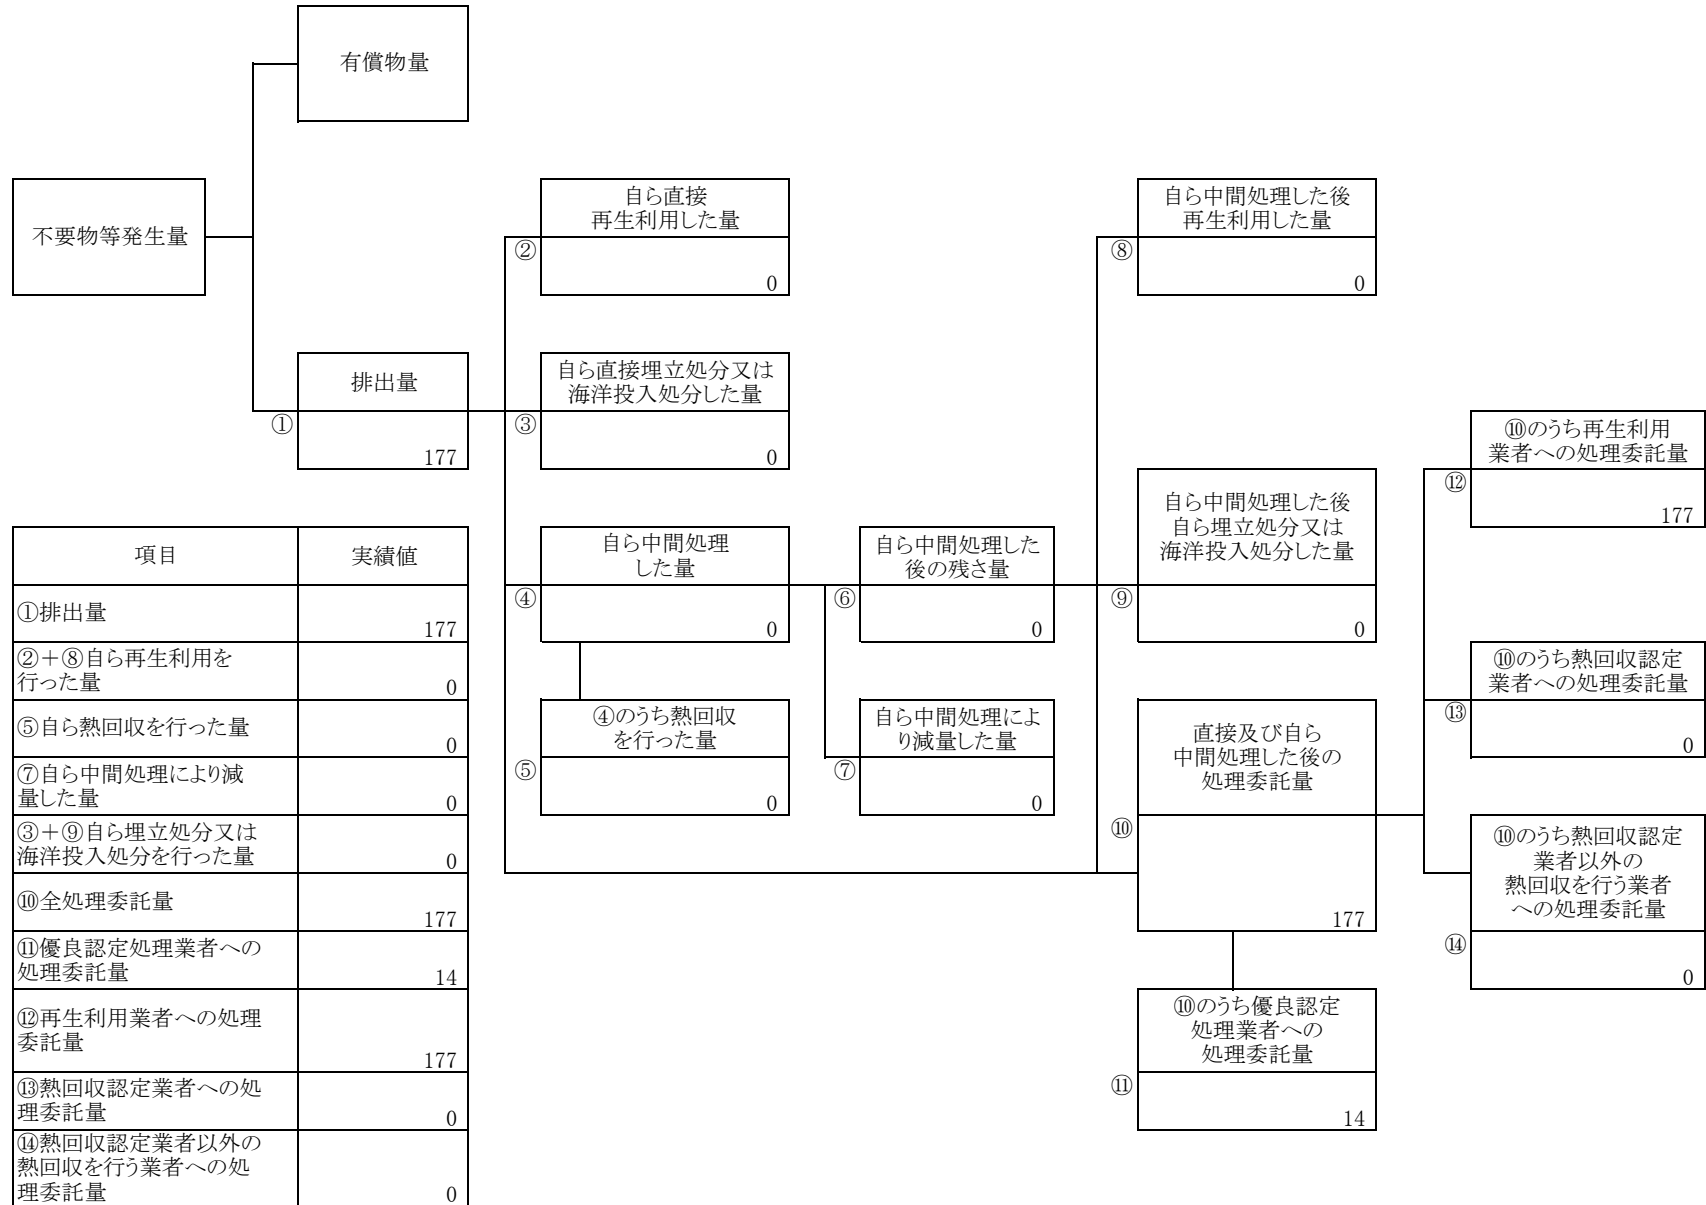 有償物量
不要物等発生量
自ら直接
再生利用した量
②
0
自ら中間処理した後
再生利用した量
⑧
0
排出量
①
177
自ら直接埋立処分又は
海洋投入処分した量
③
0
⑩のうち再生利用
業者への処理委託量
⑫
177
自ら中間処理
した量
④
0
自ら中間処理した
後の残さ量
⑥
0
自ら中間処理した後
自ら埋立処分又は
海洋投入処分した量
⑨
0
⑩のうち熱回収認定
業者への処理委託量
⑬
0
④のうち熱回収
を行った量
⑤
0
自ら中間処理によ
り減量した量
⑦
0
直接及び自ら
中間処理した後の
処理委託量
⑩
177
⑩のうち熱回収認定
業者以外の
熱回収を行う業者
への処理委託量
⑭
0
⑩のうち優良認定
処理業者への
処理委託量
⑪
14
項目 実績値
①排出量
177
②＋⑧自ら再生利用を
行った量
0
⑤自ら熱回収を行った量
0
⑦自ら中間処理により減
量した量
0
③＋⑨自ら埋立処分又は
海洋投入処分を行った量
0
⑩全処理委託量
177
⑪優良認定処理業者への
処理委託量
14
⑫再生利用業者への処理
委託量
177
⑬熱回収認定業者への処
理委託量
0
⑭熱回収認定業者以外の
熱回収を行う業者への処
理委託量
0